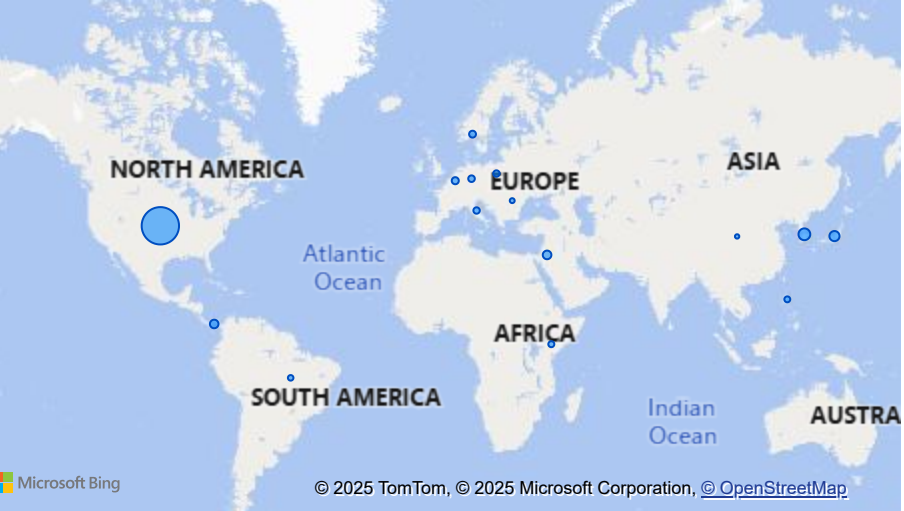 NORTH AMERICA
ASIA
EUROPE
Atlantic
Ocean
AFRICA
SOUTH AMERICA
Indian
Ocean
AUSTRA
Microsoft Bing
© 2025 TomTom, © 2025 Microsoft Corporation, © OpenStreetMap